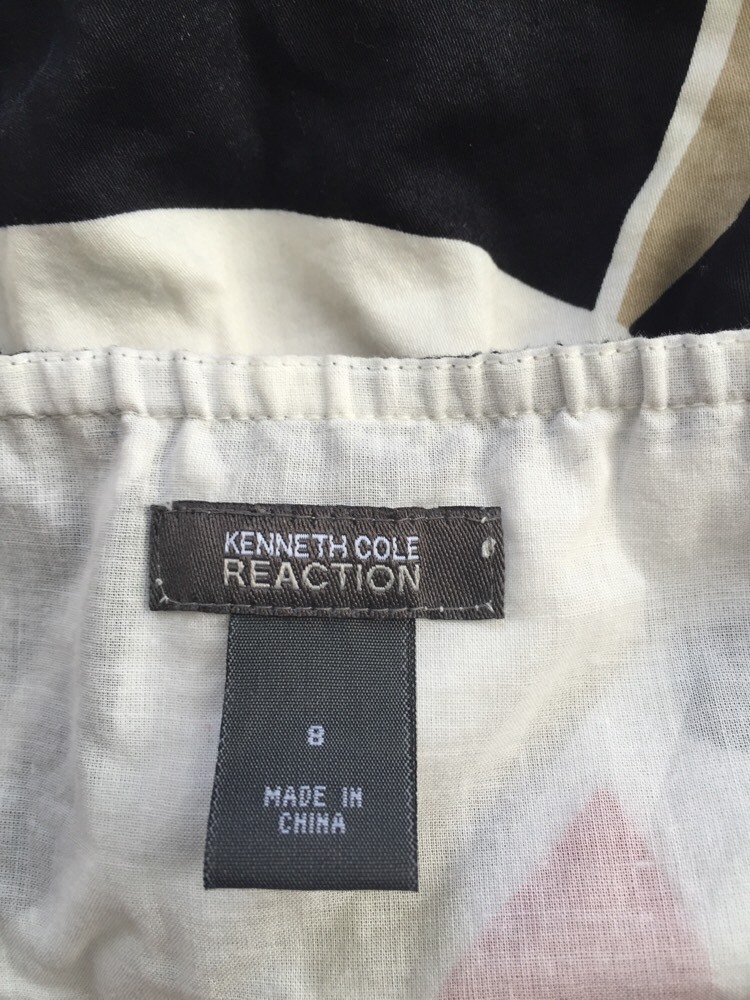 KENNETH COLE
REACTION
8
MADE IN
CHINA